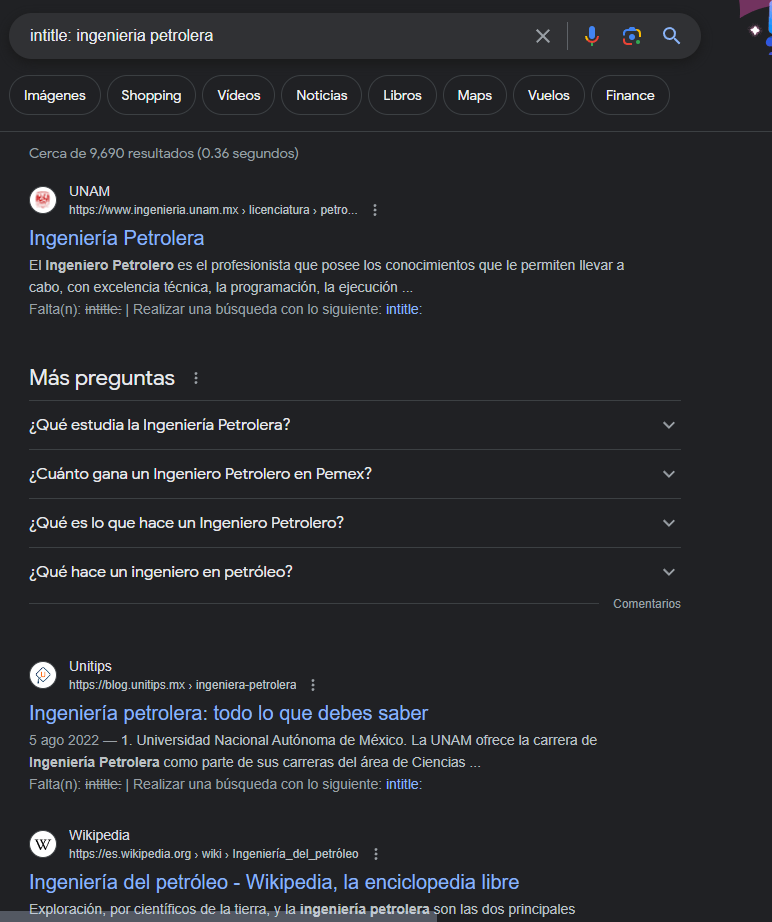 intitle: ingenieria petrolera
Imágenes Shopping Vídeos Noticias Libros Maps Vuelos Finance
Cerca de 9,690 resultados (0.36 segundos)
UNAM
https://www.ingenieria.unam.mx › licenciatura › petro...
Ingeniería Petrolera
El Ingeniero Petrolero es el profesionista que posee los conocimientos que le permiten llevar a
cabo, con excelencia técnica, la programación, la ejecución ...
Falta(n): intitle: | Realizar una búsqueda con lo siguiente: intitle:
Más preguntas
¿Qué estudia la Ingeniería Petrolera?
¿Cuánto gana un Ingeniero Petrolero en Pemex?
¿Qué es lo que hace un Ingeniero Petrolero?
¿Qué hace un ingeniero en petróleo?
Comentarios
Unitips
https://blog.unitips.mx › ingeniera-petrolera
Ingeniería petrolera: todo lo que debes saber
5 ago 2022 — 1. Universidad Nacional Autónoma de México. La UNAM ofrece la carrera de
Ingeniería Petrolera como parte de sus carreras del área de Ciencias ...
Falta(n): intitle: | Realizar una búsqueda con lo siguiente: intitle:
W
Wikipedia
https://es.wikipedia.org › wiki › Ingeniería_del_petróleo
Ingeniería del petróleo - Wikipedia, la enciclopedia libre
Exploración, por científicos de la tierra, y la ingeniería petrolera son las dos principales